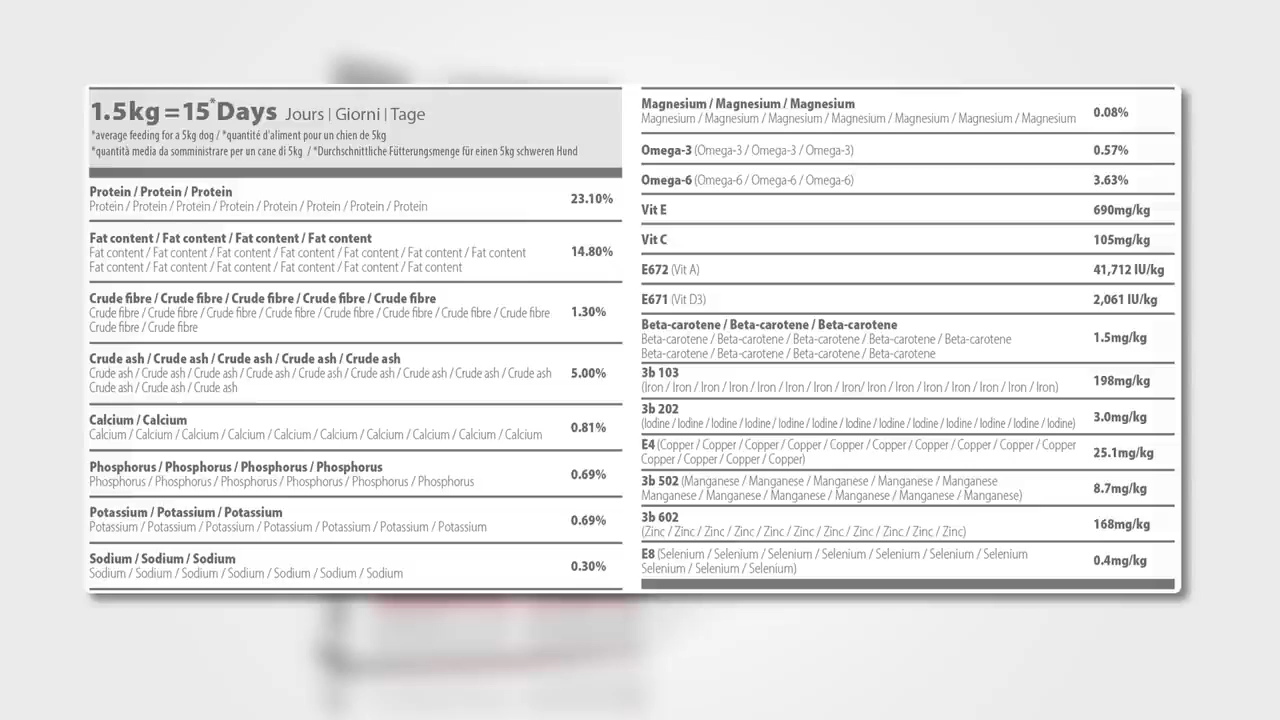 1.5kg=15*Days Jours | Giorni | Tage
*average feeding for a 5kg dog / *quantité d'aliment pour un chien de 5kg
*quantità media da somministrare per un cane di 5kg / *Durchschnittliche Fütterungsmenge für einen 5kg schweren Hund
Protein / Protein / Protein
Protein / Protein / Protein / Protein / Protein / Protein / Protein / Protein
23.10%
Fat content / Fat content / Fat content / Fat content
Fat content / Fat content / Fat content / Fat content / Fat content / Fat content / Fat content
Fat content / Fat content / Fat content / Fat content / Fat content / Fat content
14.80%
Crude fibre / Crude fibre / Crude fibre / Crude fibre / Crude fibre
Crude fibre / Crude fibre / Crude fibre / Crude fibre / Crude fibre / Crude fibre / Crude fibre / Crude fibre
Crude fibre / Crude fibre
1.30%
Crude ash / Crude ash / Crude ash / Crude ash / Crude ash
Crude ash / Crude ash / Crude ash / Crude ash / Crude ash / Crude ash / Crude ash / Crude ash / Crude ash
Crude ash / Crude ash / Crude ash
5.00%
Calcium / Calcium
Calcium / Calcium / Calcium / Calcium / Calcium / Calcium / Calcium / Calcium / Calcium / Calcium
0.81%
Phosphorus / Phosphorus / Phosphorus / Phosphorus
Phosphorus / Phosphorus / Phosphorus / Phosphorus / Phosphorus / Phosphorus / Phosphorus
0.69%
Potassium / Potassium / Potassium
Potassium / Potassium / Potassium / Potassium / Potassium / Potassium / Potassium / Potassium
0.69%
Sodium / Sodium / Sodium
Sodium / Sodium / Sodium / Sodium / Sodium / Sodium / Sodium
0.30%
Magnesium / Magnesium / Magnesium
Magnesium / Magnesium / Magnesium / Magnesium / Magnesium / Magnesium / Magnesium
0.08%
Omega-3 (Omega-3 / Omega-3 / Omega-3)
0.57%
Omega-6 (Omega-6 / Omega-6 / Omega-6)
3.63%
Vit E
690mg/kg
Vit C
105mg/kg
E672 (Vit A)
41,712 IU/kg
E671 (Vit D3)
2,061 IU/kg
Beta-carotene / Beta-carotene / Beta-carotene
Beta-carotene / Beta-carotene / Beta-carotene / Beta-carotene / Beta-carotene
Beta-carotene / Beta-carotene / Beta-carotene / Beta-carotene
1.5mg/kg
3b 103
(Iron / Iron / Iron / Iron / Iron / Iron / Iron / Iron/ Iron / Iron / Iron / Iron / Iron / Iron / Iron)
198mg/kg
3b 202
(Iodine / Iodine / Iodine / Iodine / Iodine / Iodine / Iodine / Iodine / Iodine / Iodine / Iodine / Iodine / Iodine)
3.0mg/kg
E4 (Copper / Copper / Copper / Copper / Copper / Copper / Copper / Copper / Copper / Copper
Copper / Copper / Copper / Copper)
25.1mg/kg
3b 502 (Manganese / Manganese / Manganese / Manganese / Manganese
Manganese / Manganese / Manganese / Manganese / Manganese / Manganese)
8.7mg/kg
3b 602
(Zinc / Zinc / Zinc / Zinc / Zinc / Zinc / Zinc / Zinc / Zinc / Zinc / Zinc)
168mg/kg
E8 (Selenium / Selenium / Selenium / Selenium / Selenium / Selenium / Selenium
Selenium / Selenium / Selenium)
0.4mg/kg